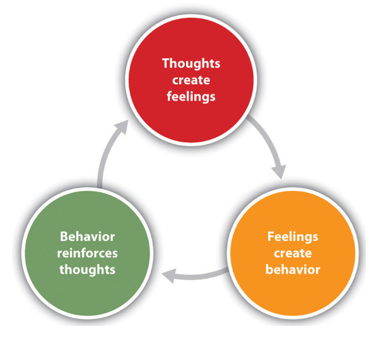 Thoughts
create
feelings
Feelings
create
behavior
Behavior
reinforces
thoughts